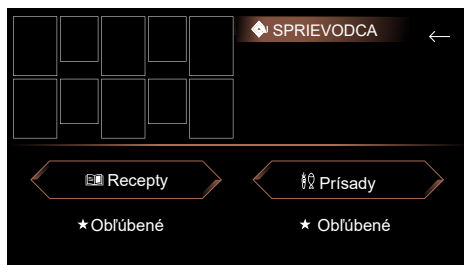 SPRIEVODCA
Recepty
Prísady
★Obľúbené
★ Obľúbené